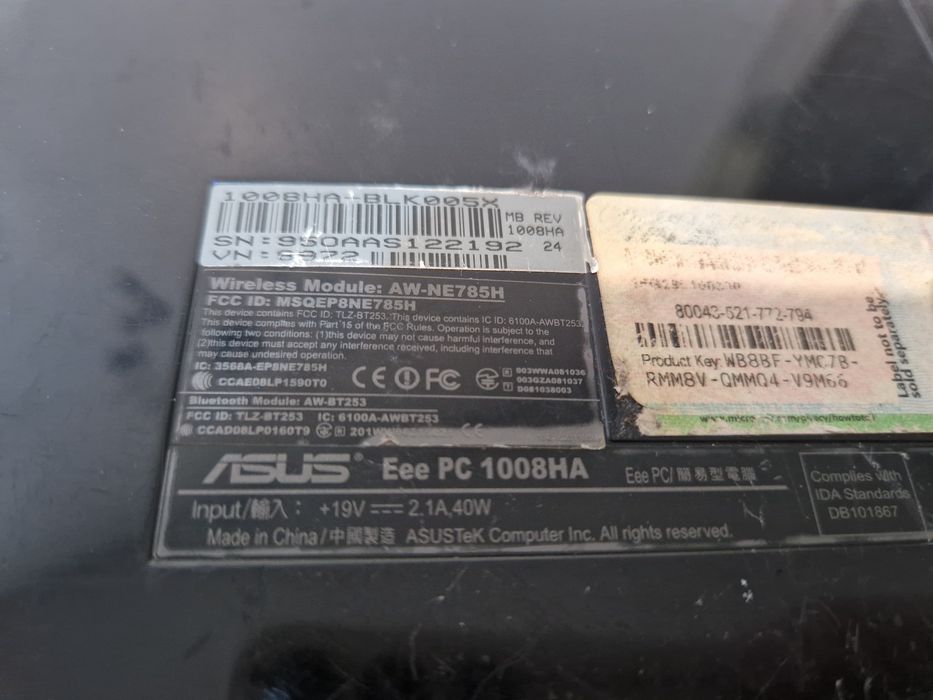 1008HA-BLK005X
MB REV
1008HA
SN:95OAAS122192 24
VN:
Wireless Module: AW-NE785H
FCC ID: MSQEP8NE785H
This device contains FCC ID: TLZ-BT253. This device contains IC ID: 6100A-AWBT253.
This device complies with Part 15 of the FCC Rules. Operation is subject to the
following two conditions: (1)this device may not cause harmful interference, and
(2)this device must accept any interference received, including interference that
may cause undesired operation.
IC: 3568A-EP8NE785H
CCAE08LP1590T0
CE FC
003WWA081036
003GZA081037
D081038003
Bluetooth Module: AW-BT253
FCC ID: TLZ-BT253 IC: 6100A-AWBT253
CCAD08LP0160T9
CE
80043-521-772-794
Product Key:
Label not to be
sold separately.
ASUS Eee PC 1008HA Eee PC/簡易型電腦
Input/輸入: +19V 2.1A,40W
Made in China/中國製造 ASUSTeK Computer Inc. All rights reserved.
Complies with
IDA Standards
DB101867